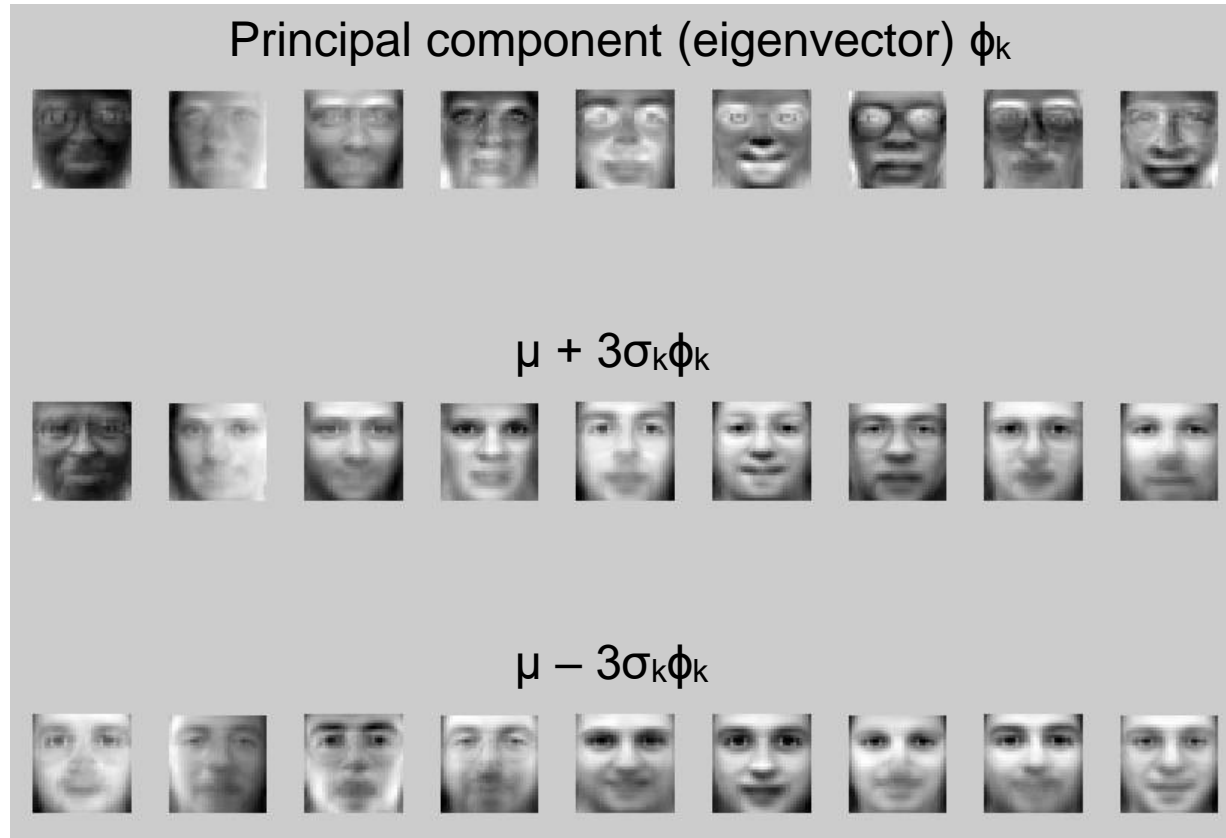 Principal component (eigenvector) ϕk
μ + 3σkϕk
μ – 3σkϕk